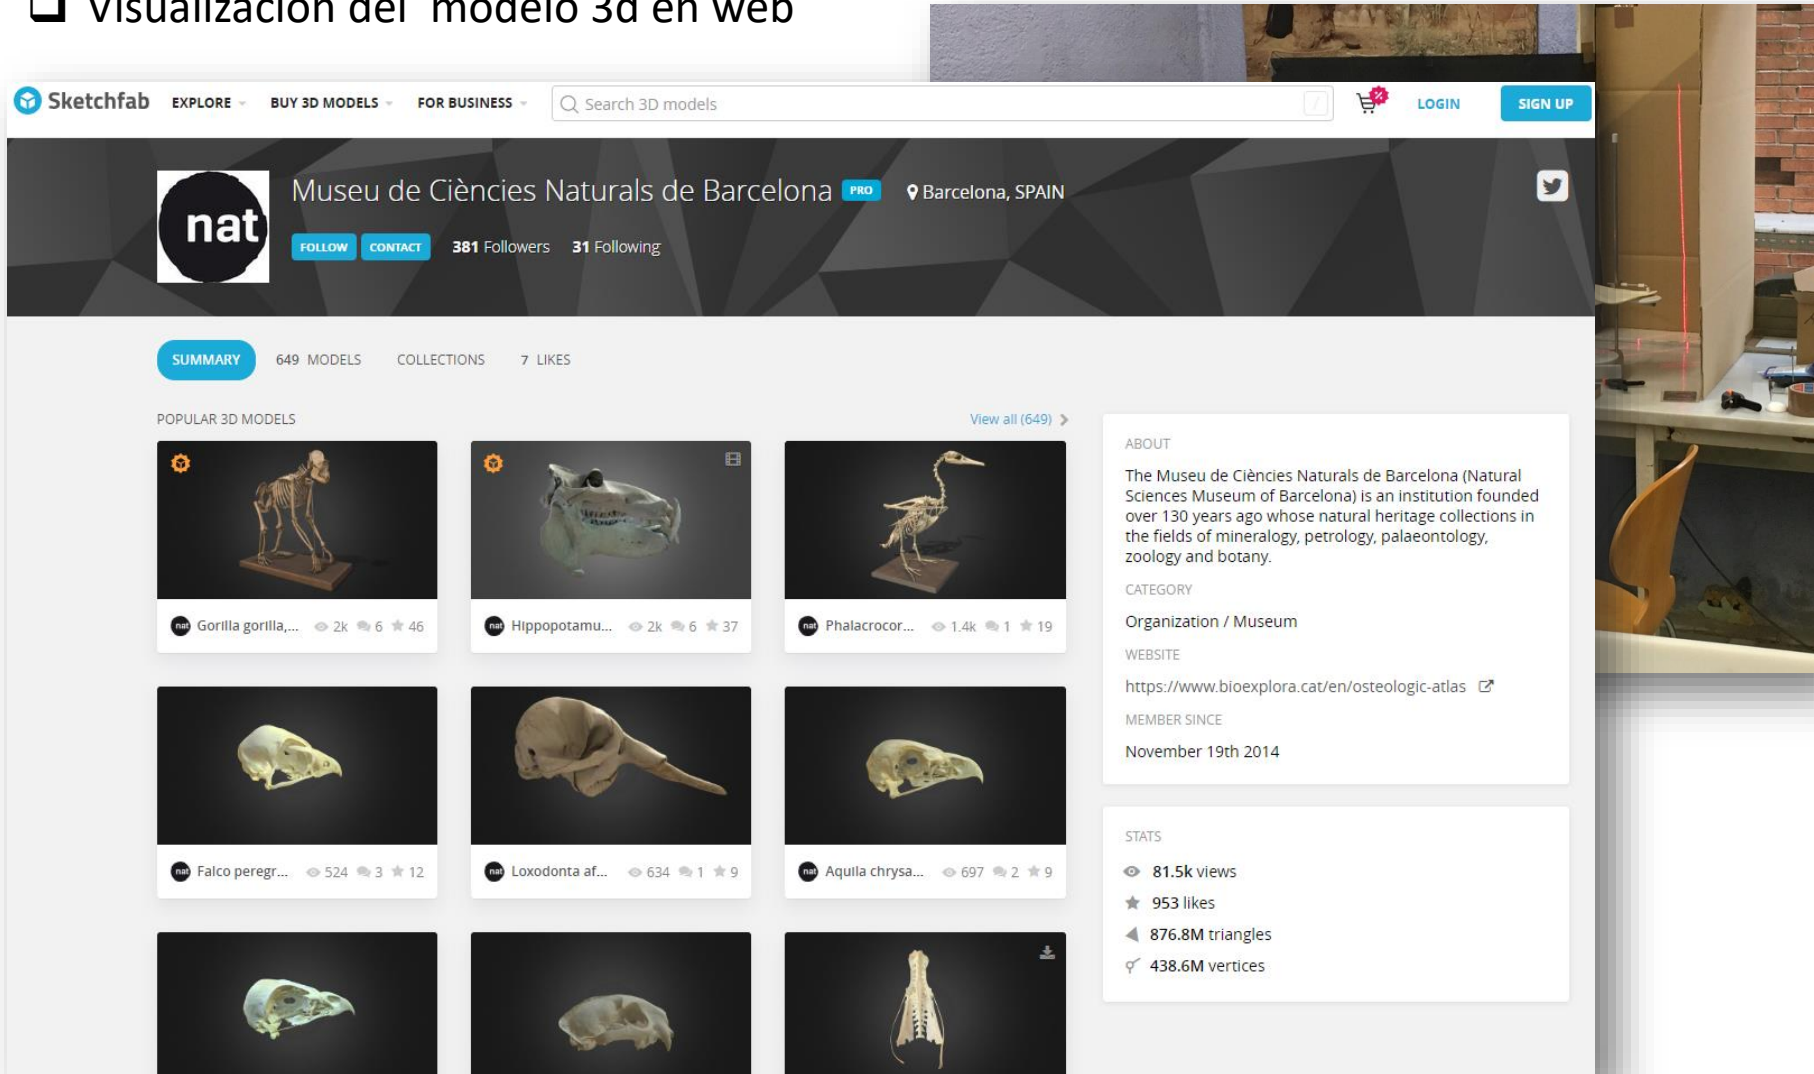 Visualización del modelo 3d en web
Sketchfab EXPLORE BUY 3D MODELS FOR BUSINESS Search 3D models / % LOGIN SIGN UP
nat
Museu de Ciències Naturals de Barcelona PRO Barcelona, SPAIN
FOLLOW CONTACT 381 Followers 31 Following
SUMMARY 649 MODELS COLLECTIONS 7 LIKES
POPULAR 3D MODELS View all (649)
nat Gorilla gorilla,... 2k 6 46
nat Hippopotamu... 2k 6 37
nat Phalacrocor... 1.4k 1 19
nat Falco peregr... 524 3 12
nat Loxodonta af... 634 1 9
nat Aquila chrysa... 697 2 9
ABOUT
The Museu de Ciències Naturals de Barcelona (Natural
Sciences Museum of Barcelona) is an institution founded
over 130 years ago whose natural heritage collections in
the fields of mineralogy, petrology, palaeontology,
zoology and botany.
CATEGORY
Organization / Museum
WEBSITE
https://www.bioexplora.cat/en/osteologic-atlas
MEMBER SINCE
November 19th 2014
STATS
81.5k views
953 likes
876.8M triangles
438.6M vertices